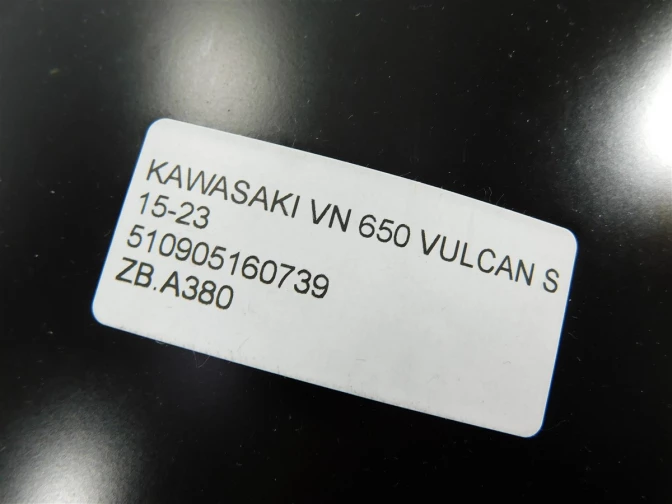 KAWASAKI VN 650 VULCAN S
15-23
510905160739
ZB.A380